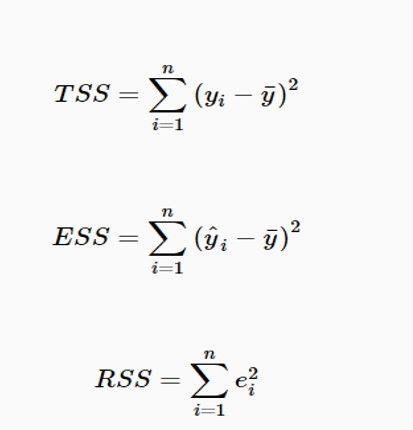 $TSS = \sum_{i=1}^{n} (y_i - \bar{y})^2$
$ESS = \sum_{i=1}^{n} (\hat{y}_i - \bar{y})^2$
$RSS = \sum_{i=1}^{n} e_i^2$